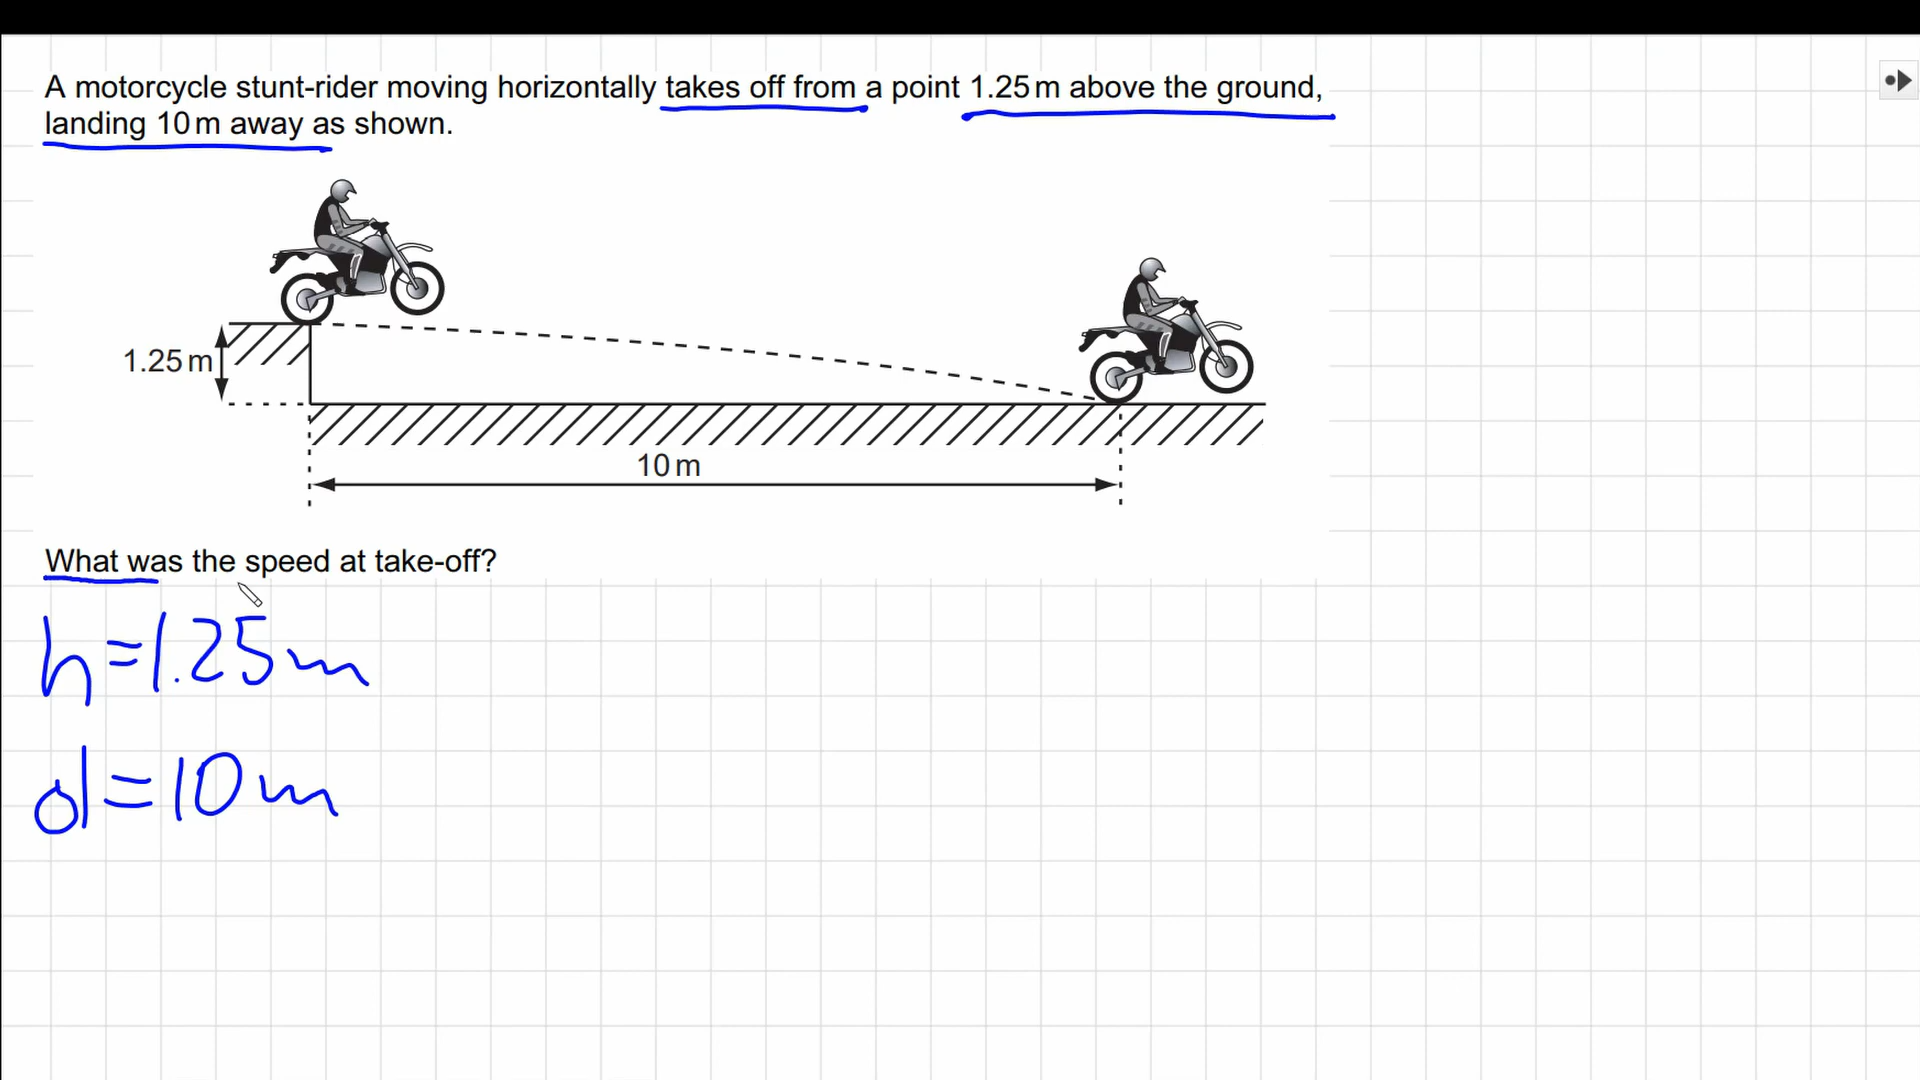 A motorcycle stunt-rider moving horizontally takes off from a point 1.25 m above the ground,
landing 10 m away as shown.
1.25 m
10 m
What was the speed at take-off?
h=1.25m
d=10m